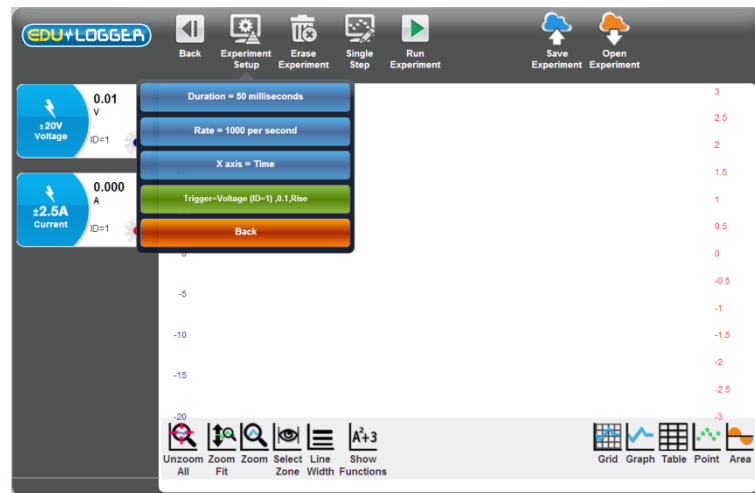 EDU LOGGER
Back
Experiment Setup
Erase Experiment
Single Step
Run Experiment
Save Experiment
Open Experiment
±20V
Voltage
0.01
V
ID=1
±2.5A
Current
0.000
A
ID=1
Duration = 50 milliseconds
Rate = 1000 per second
X axis = Time
Trigger=Voltage (ID=1) ,0.1,Rise
Back
0
-5
-10
-15
-20
3
2.5
2
1.5
1
0.5
0
-0.5
-1
-1.5
-2
-2.5
-3
Unzoom All
Zoom Fit
Zoom
Select Zone
Line Width
A²+3
Show Functions
Grid
Graph
Table
Point
Area